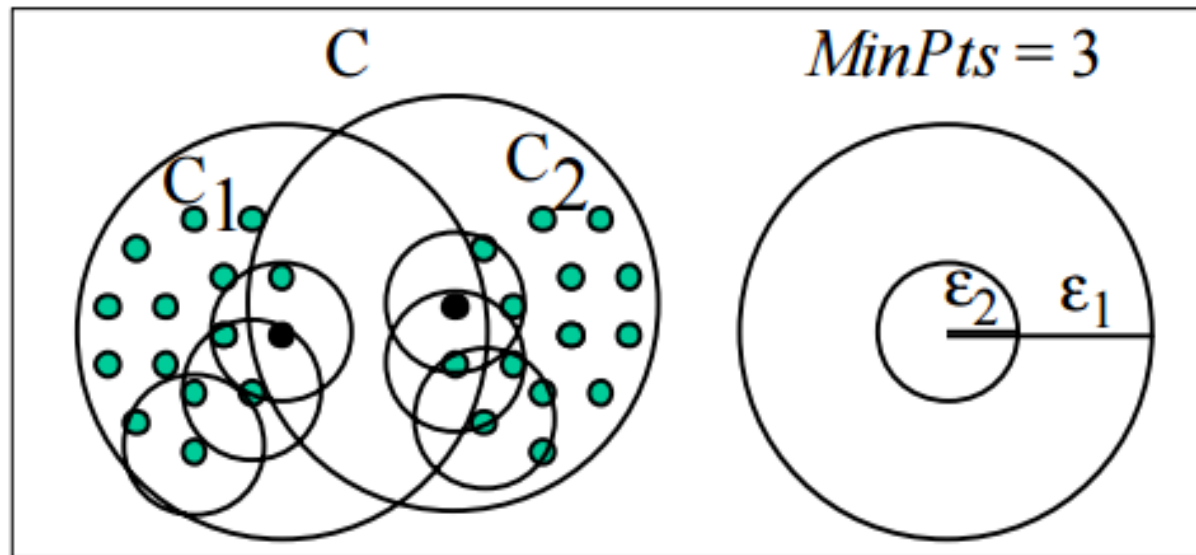 C
MinPts = 3
C1
C2
ε2
ε1